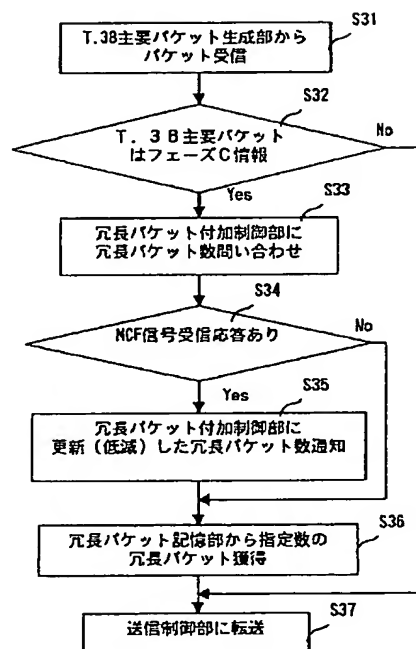 S31
T.38主要パケット生成部から
パケット受信
S32
T. 38主要パケット
はフェーズC情報
No
Yes
S33
冗長パケット付加制御部に
冗長パケット数問い合わせ
S34
MCF信号受信応答あり
No
Yes
S35
冗長パケット付加制御部に
更新（低減）した冗長パケット数通知
S36
冗長パケット記憶部から指定数の
冗長パケット獲得
S37
送信制御部に転送